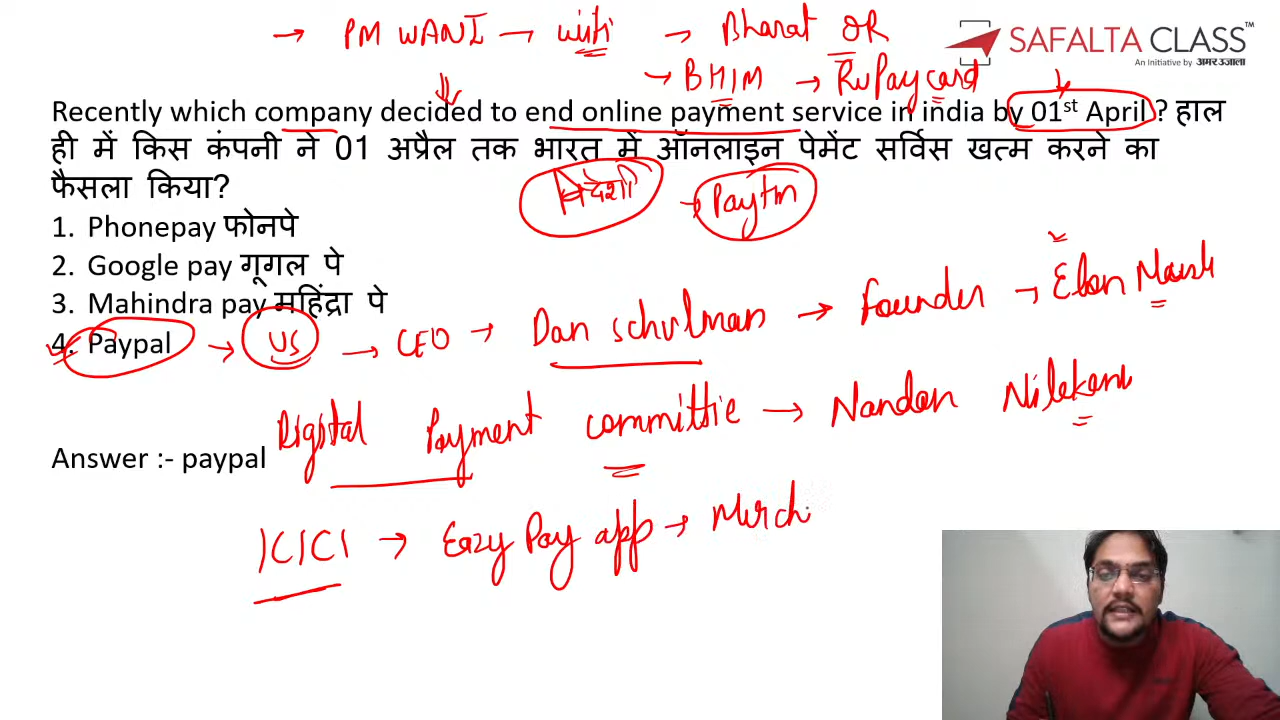 → PM WANI → wifi → Bharat QR
→ BHIM → RuPay card
SAFALTA CLASS™
An Initiative by अमर उजाला
Recently which company decided to end online payment service in india by 01st April ? हाल
ही में किस कंपनी ने 01 अप्रैल तक भारत में ऑनलाइन पेमेंट सर्विस खत्म करने का
फैसला किया?
विदेशी → Paytm
1. Phonepay फोनपे
2. Google pay गूगल पे
3. Mahindra pay महिंद्रा पे
4. Paypal → US → CEO → Dan Schulman → Founder → Elon Musk
Digital Payment committie → Nandan Nilekani
Answer :- paypal
ICICI → Eazy Pay app → Merch